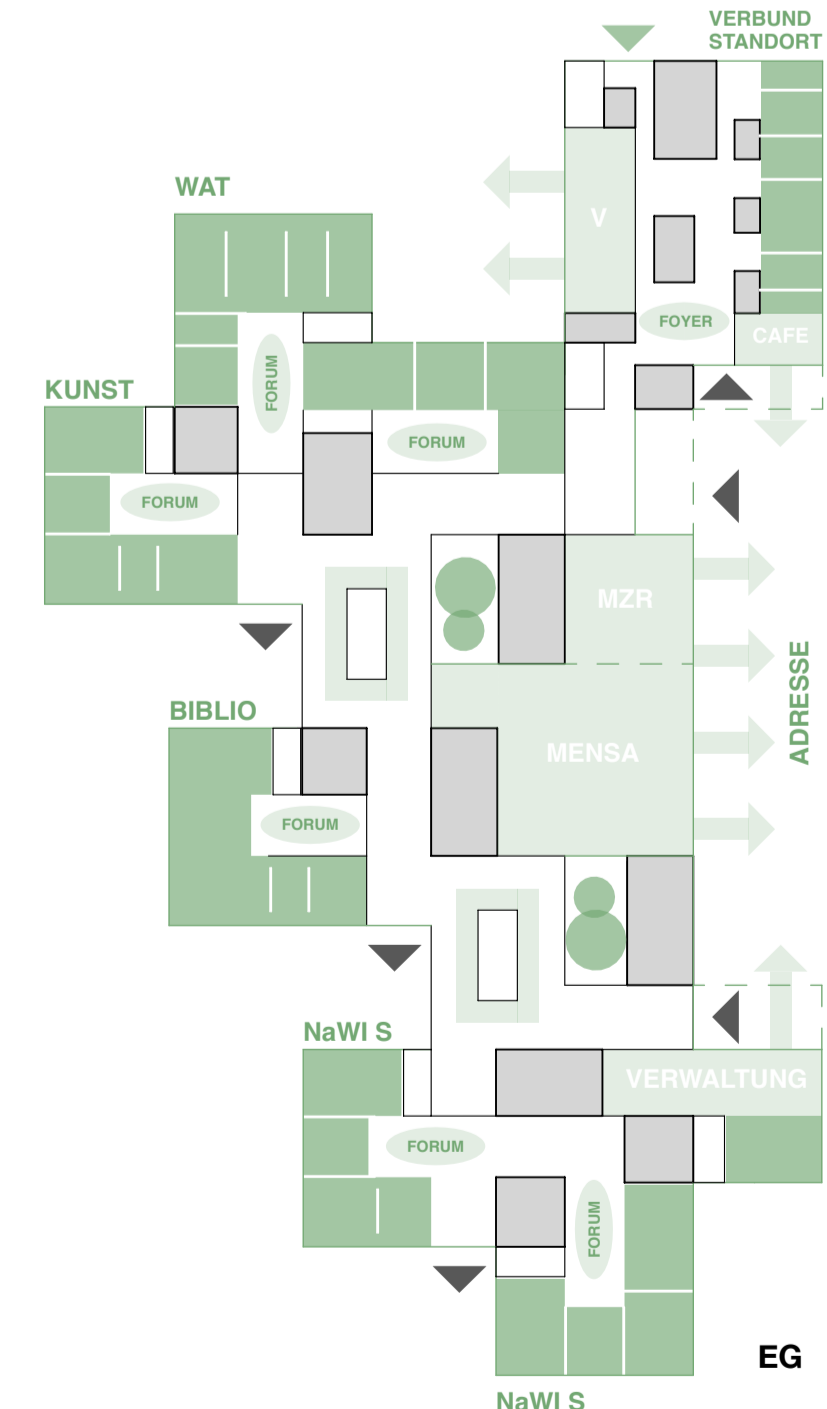 VERBUND
STANDORT
WAT
V
FOYER
CAFE
FORUM
KUNST
FORUM
FORUM
MZR
ADRESSE
BIBLIO
MENSA
FORUM
NaWI S
VERWALTUNG
FORUM
FORUM
EG
NaWI S